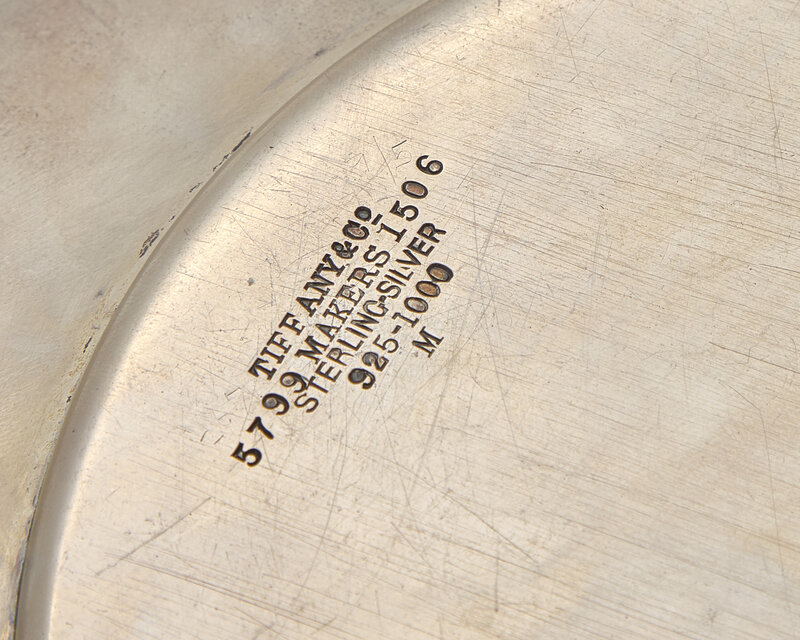 TIFFANY&Co
5799 MAKERS 1506
STERLING-SILVER
925-1000
M